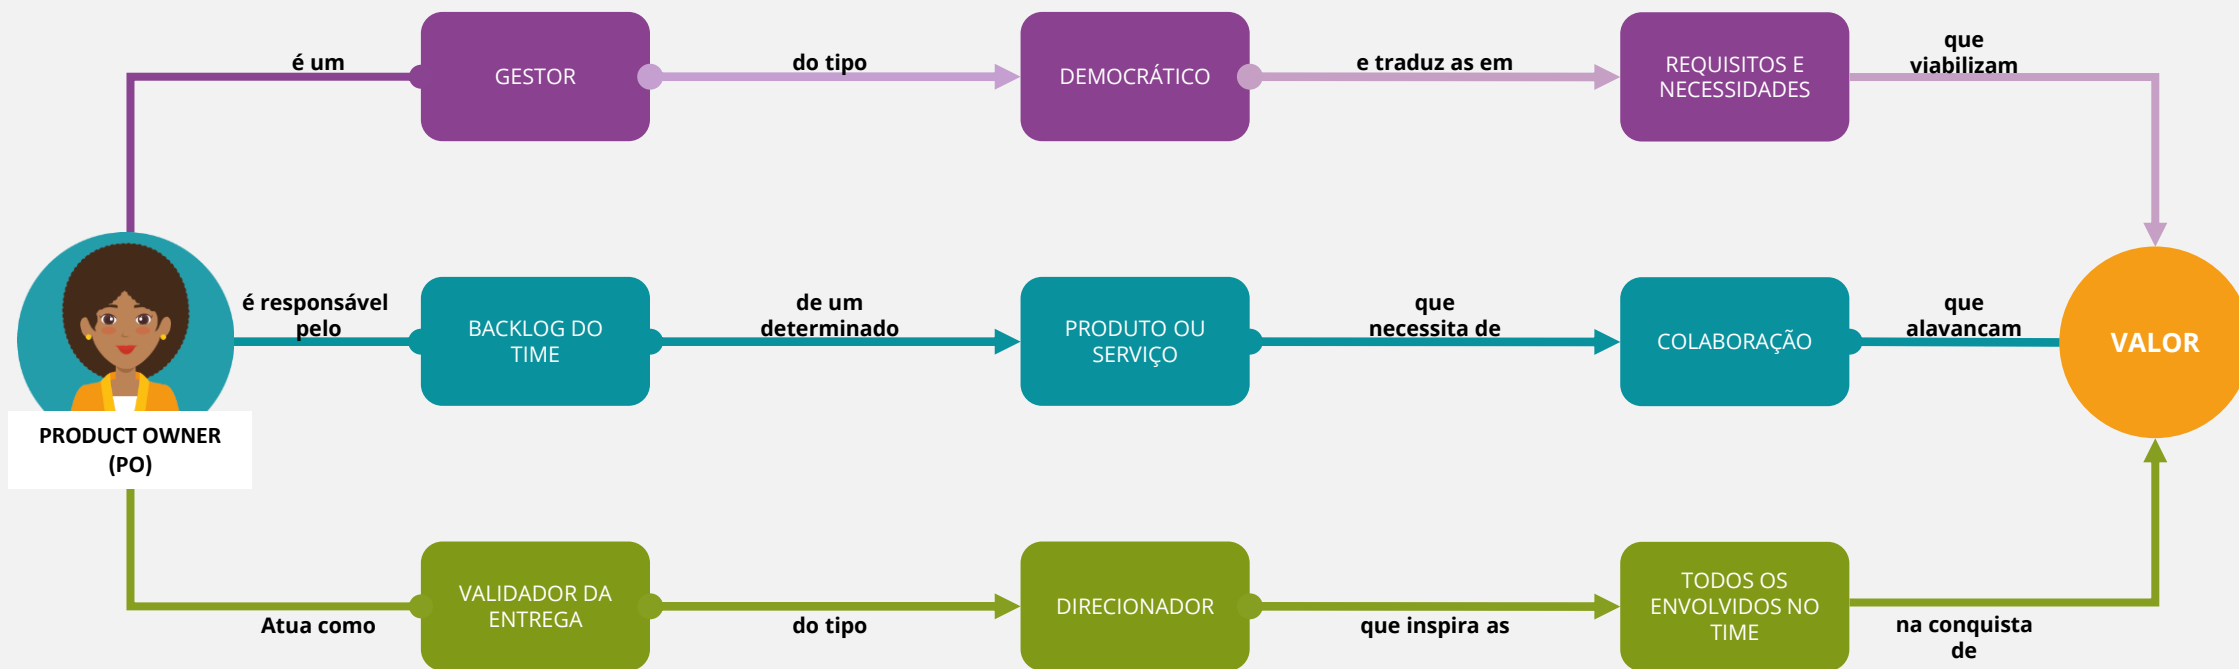 é um
GESTOR
do tipo
DEMOCRÁTICO
e traduz as em
REQUISITOS E
NECESSIDADES
que
viabilizam
PRODUCT OWNER
(PO)
é responsável
pelo
BACKLOG DO
TIME
de um
determinado
PRODUTO OU
SERVIÇO
que
necessita de
COLABORAÇÃO
que
alavancam
VALOR
Atua como
VALIDADOR DA
ENTREGA
do tipo
DIRECIONADOR
que inspira as
TODOS OS
ENVOLVIDOS NO
TIME
na conquista
de